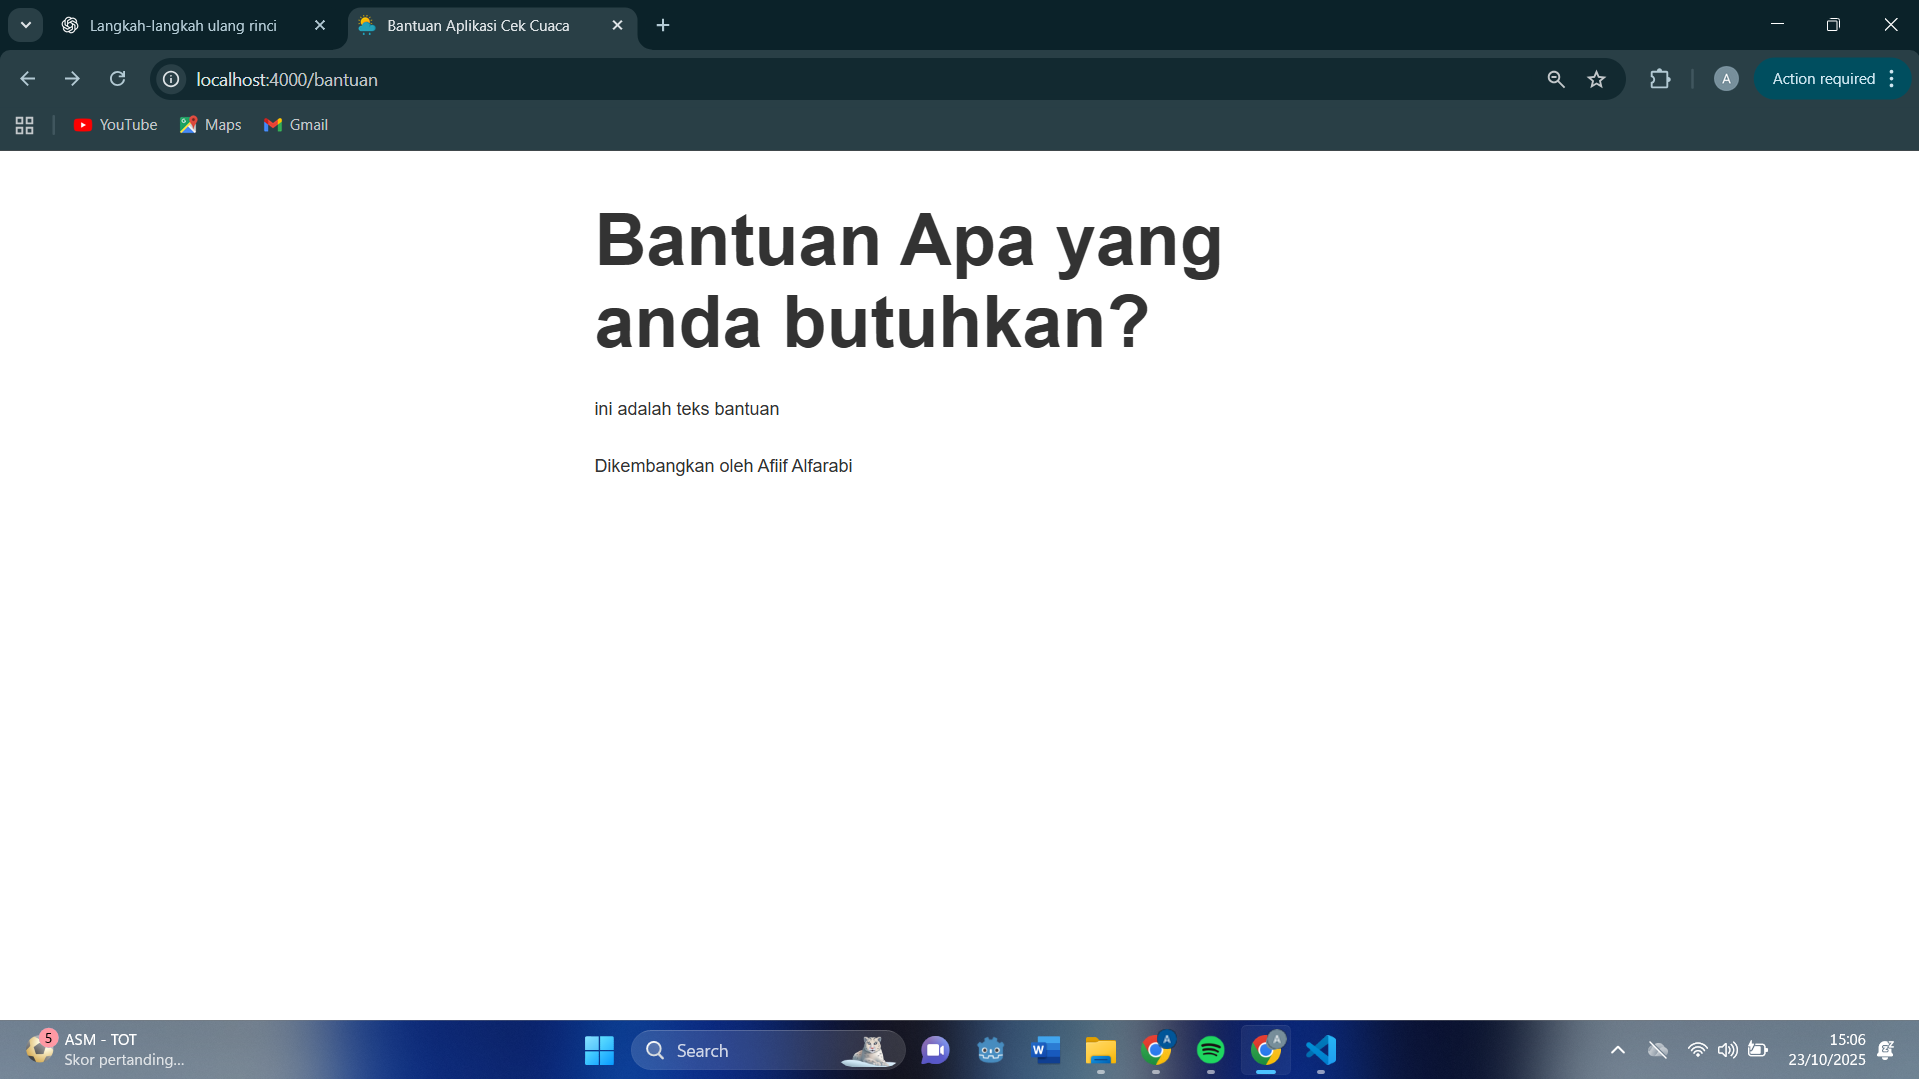 Langkah-langkah ulang rinci
Bantuan Aplikasi Cek Cuaca
localhost:4000/bantuan
A
Action required
YouTube
Maps
Gmail
Bantuan Apa yang
anda butuhkan?
ini adalah teks bantuan
Dikembangkan oleh Afiif Alfarabi
5
ASM - TOT
Skor pertanding...
Search
W
A
A
15:06
23/10/2025